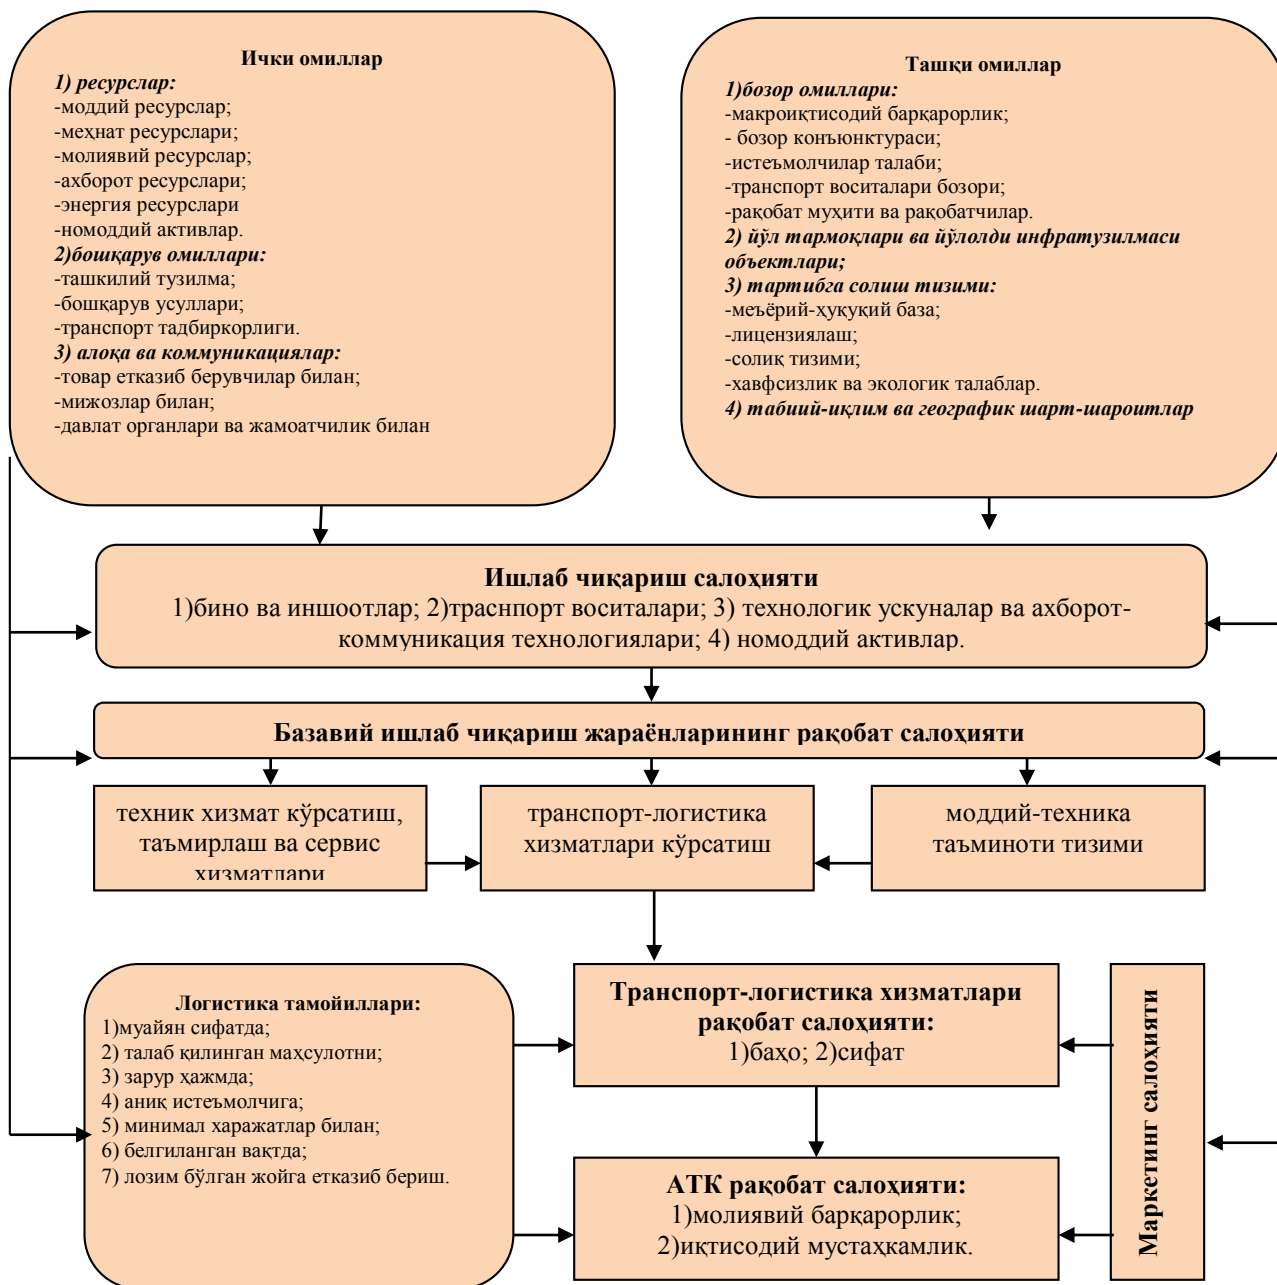 Ички омиллар
1) ресурслар:
-моддий ресурслар;
-меҳнат ресурслари;
-молиявий ресурслар;
-ахборот ресурслари;
-энергия ресурслари
-номоддий активлар.
2)бошқарув омиллари:
-ташкилий тузилма;
-бошқарув усуллари;
-транспорт тадбиркорлиги.
3) алоқа ва коммуникациялар:
-товар етказиб берувчилар билан;
-мижозлар билан;
-давлат органлари ва жамоатчилик билан
Ташқи омиллар
1)бозор омиллари:
-макроиқтисодий барқарорлик;
- бозор конъюнктураси;
-истеъмолчилар талаби;
-транспорт воситалари бозори;
-рақобат муҳити ва рақобатчилар.
2) йўл тармоқлари ва йўлолди инфратузилмаси
объектлари;
3) тартибга солиш тизими:
-меъёрий-ҳуқуқий база;
-лицензиялаш;
-солиқ тизими;
-хавфсизлик ва экологик талаблар.
4) табиий-иқлим ва географик шарт-шароитлар
Ишлаб чиқариш салоҳияти
1)бино ва иншоотлар; 2)траснпорт воситалари; 3) технологик ускуналар ва ахборот-
коммуникация технологиялари; 4) номоддий активлар.
Базавий ишлаб чиқариш жараёнларининг рақобат салоҳияти
техник хизмат кўрсатиш,
таъмирлаш ва сервис
хизматлари
транспорт-логистика
хизматлари кўрсатиш
моддий-техника
таъминоти тизими
Логистика тамойиллари:
1)муайян сифатда;
2) талаб қилинган маҳсулотни;
3) зарур ҳажмда;
4) аниқ истеъмолчига;
5) минимал харажатлар билан;
6) белгиланган вақтда;
7) лозим бўлган жойга етказиб бериш.
Транспорт-логистика хизматлари
рақобат салоҳияти:
1)баҳо; 2)сифат
АТК рақобат салоҳияти:
1)молиявий барқарорлик;
2)иқтисодий мустаҳкамлик.
Маркетинг салоҳияти